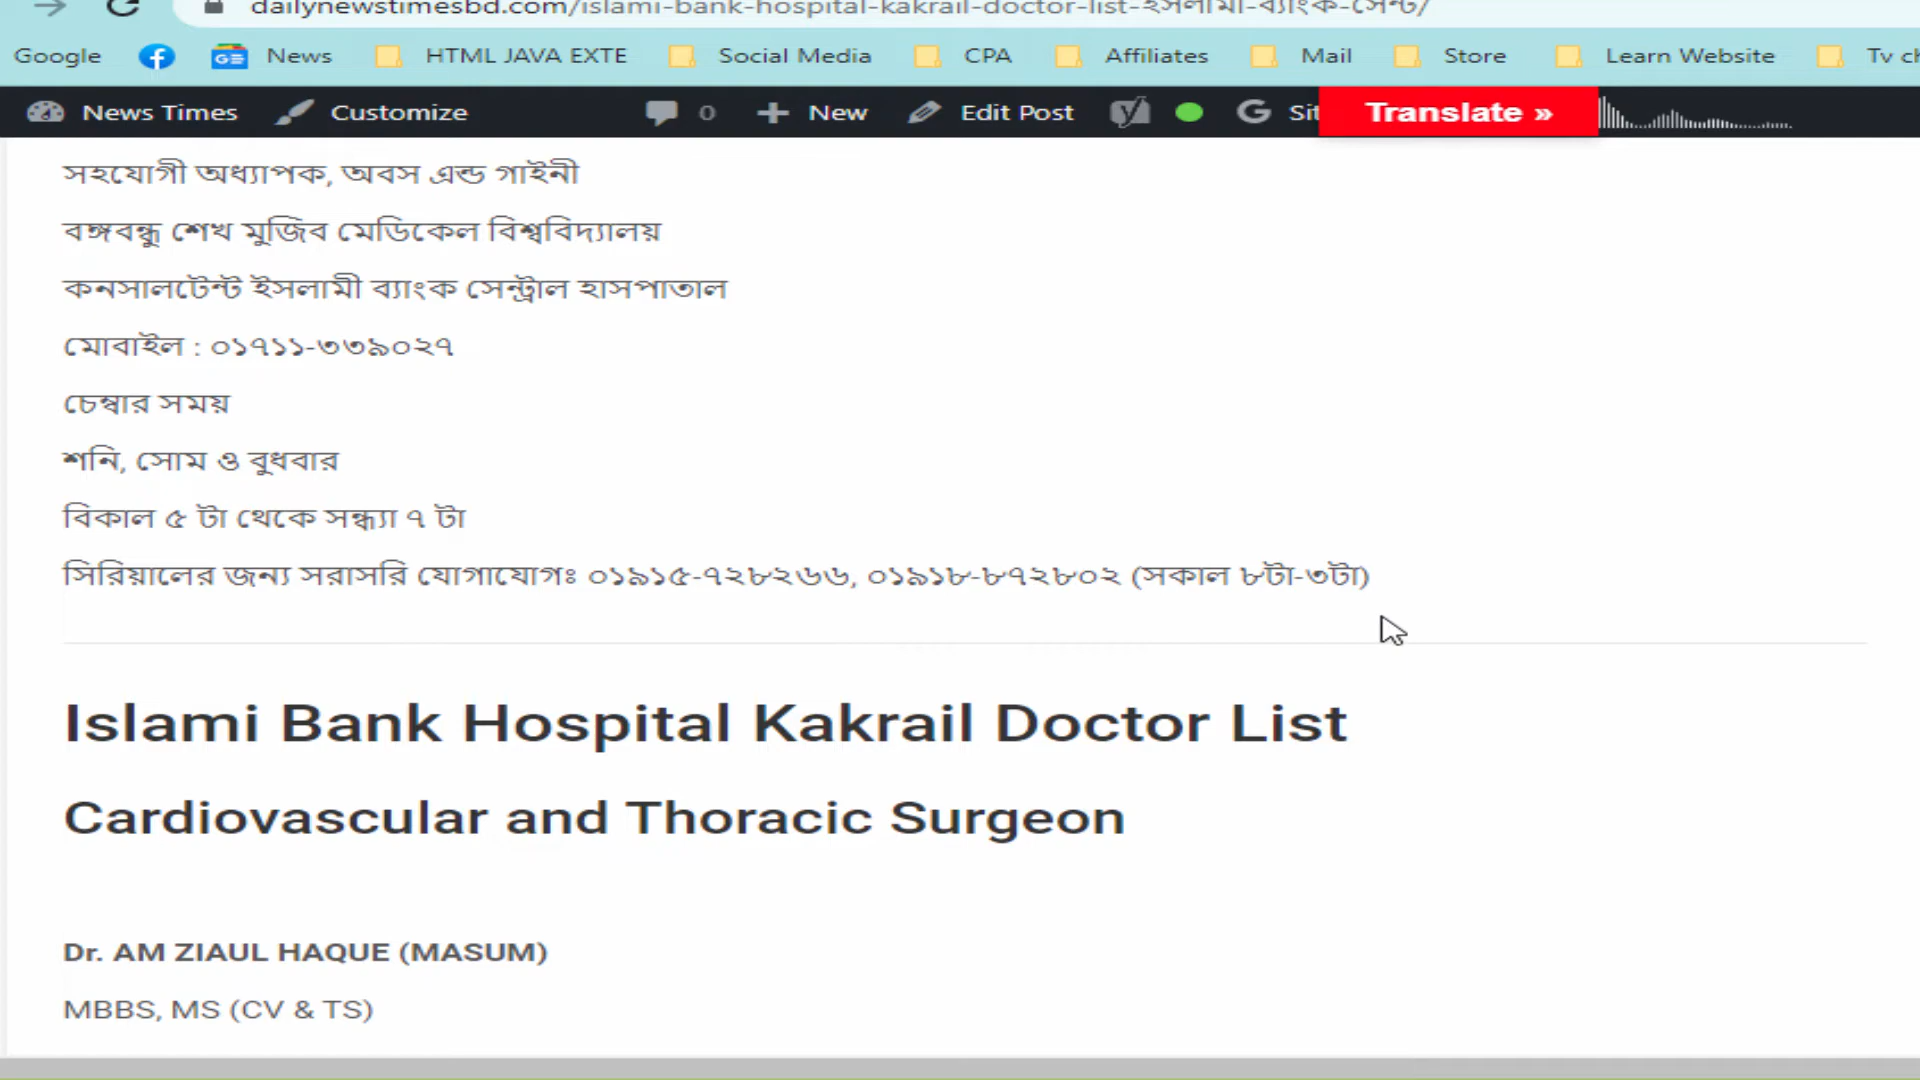 dailynewstimesbd.com/islami-bank-hospital-kakrail-doctor-list-ইসলামী-ব্যাংক-সেন্ট/
Google News HTML JAVA EXTE Social Media CPA Affiliates Mail Store Learn Website Tv ch
News Times Customize 0 New Edit Post Sit Translate »
সহযোগী অধ্যাপক, অবস এন্ড গাইনী
বঙ্গবন্ধু শেখ মুজিব মেডিকেল বিশ্ববিদ্যালয়
কনসালটেন্ট ইসলামী ব্যাংক সেন্ট্রাল হাসপাতাল
মোবাইল : ০১৭১১-৩৩৯০২৭
চেম্বার সময়
শনি, সোম ও বুধবার
বিকাল ৫ টা থেকে সন্ধ্যা ৭ টা
সিরিয়ালের জন্য সরাসরি যোগাযোগঃ ০১৯১৫-৭২৮২৬৬, ০১৯১৮-৮৭২৮০২ (সকাল ৮টা-৩টা)
Islami Bank Hospital Kakrail Doctor List
Cardiovascular and Thoracic Surgeon
Dr. AM ZIAUL HAQUE (MASUM)
MBBS, MS (CV & TS)